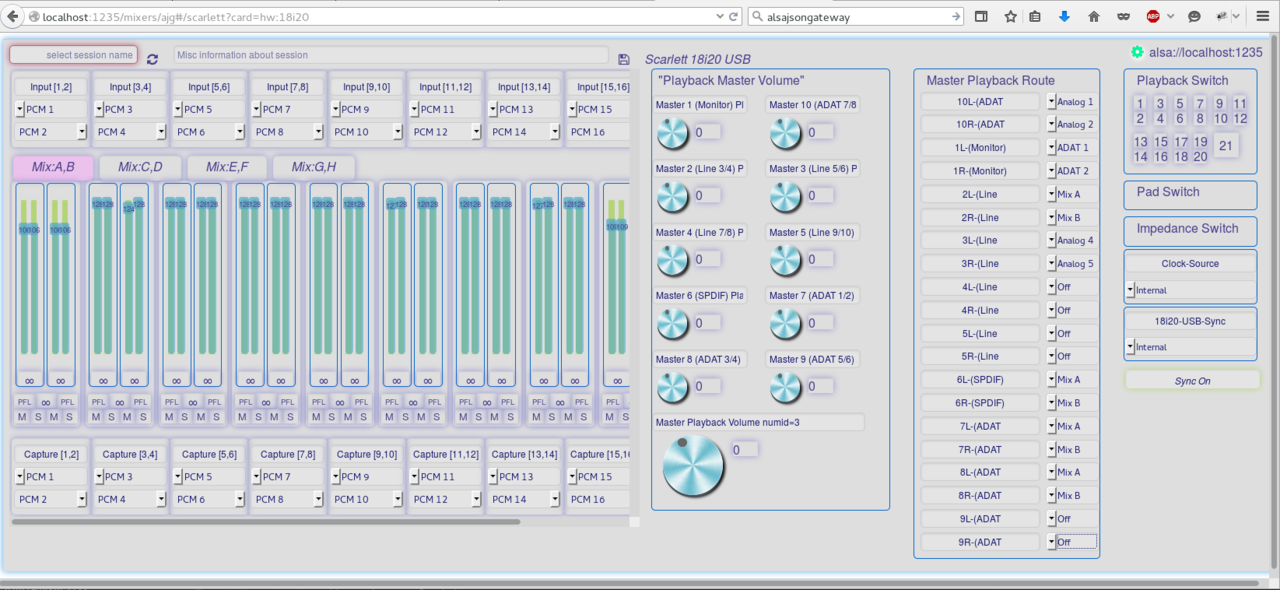 localhost:1235/mixers/ajg#/scarlett?card=hw:18i20
alsajsongateway
ABP
select session name
Misc information about session
Scarlett 18i20 USB
alsa://localhost:1235
Input [1,2] Input [3,4] Input [5,6] Input [7,8] Input [9,10] Input [11,12] Input [13,14] Input [15,16]
PCM 1 PCM 3 PCM 5 PCM 7 PCM 9 PCM 11 PCM 13 PCM 15
PCM 2 PCM 4 PCM 6 PCM 8 PCM 10 PCM 12 PCM 14 PCM 16
Mix:A,B Mix:C,D Mix:E,F Mix:G,H
∞ ∞ ∞ ∞ ∞ ∞ ∞ ∞ ∞ ∞ ∞ ∞ ∞ ∞ ∞ ∞ ∞
PFL ∞ PFL PFL ∞ PFL PFL ∞ PFL PFL ∞ PFL PFL ∞ PFL PFL ∞ PFL PFL ∞ PFL PFL ∞ PFL PFL
M S M S M S M S M S M S M S M S M S M S M S M S M S M S M S M S M
Capture [1,2] Capture [3,4] Capture [5,6] Capture [7,8] Capture [9,10] Capture [11,12] Capture [13,14] Capture [15,16
PCM 1 PCM 3 PCM 5 PCM 7 PCM 9 PCM 11 PCM 13 PCM 15
PCM 2 PCM 4 PCM 6 PCM 8 PCM 10 PCM 12 PCM 14 PCM 16
"Playback Master Volume"
Master 1 (Monitor) Pl Master 10 (ADAT 7/8
0 0
Master 2 (Line 3/4) P Master 3 (Line 5/6) P
0 0
Master 4 (Line 7/8) P Master 5 (Line 9/10)
0 0
Master 6 (SPDIF) Pla Master 7 (ADAT 1/2)
0 0
Master 8 (ADAT 3/4) Master 9 (ADAT 5/6)
0 0
Master Playback Volume numid=3
0
Master Playback Route
10L-(ADAT Analog 1
10R-(ADAT Analog 2
1L-(Monitor) ADAT 1
1R-(Monitor) ADAT 2
2L-(Line Mix A
2R-(Line Mix B
3L-(Line Analog 4
3R-(Line Analog 5
4L-(Line Off
4R-(Line Off
5L-(Line Off
5R-(Line Off
6L-(SPDIF) Mix A
6R-(SPDIF) Mix B
7L-(ADAT Mix A
7R-(ADAT Mix B
8L-(ADAT Mix A
8R-(ADAT Mix B
9L-(ADAT Off
9R-(ADAT Off
Playback Switch
1 3 5 7 9 11
2 4 6 8 10 12
13 15 17 19 21
14 16 18 20
Pad Switch
Impedance Switch
Clock-Source
Internal
18i20-USB-Sync
Internal
Sync On